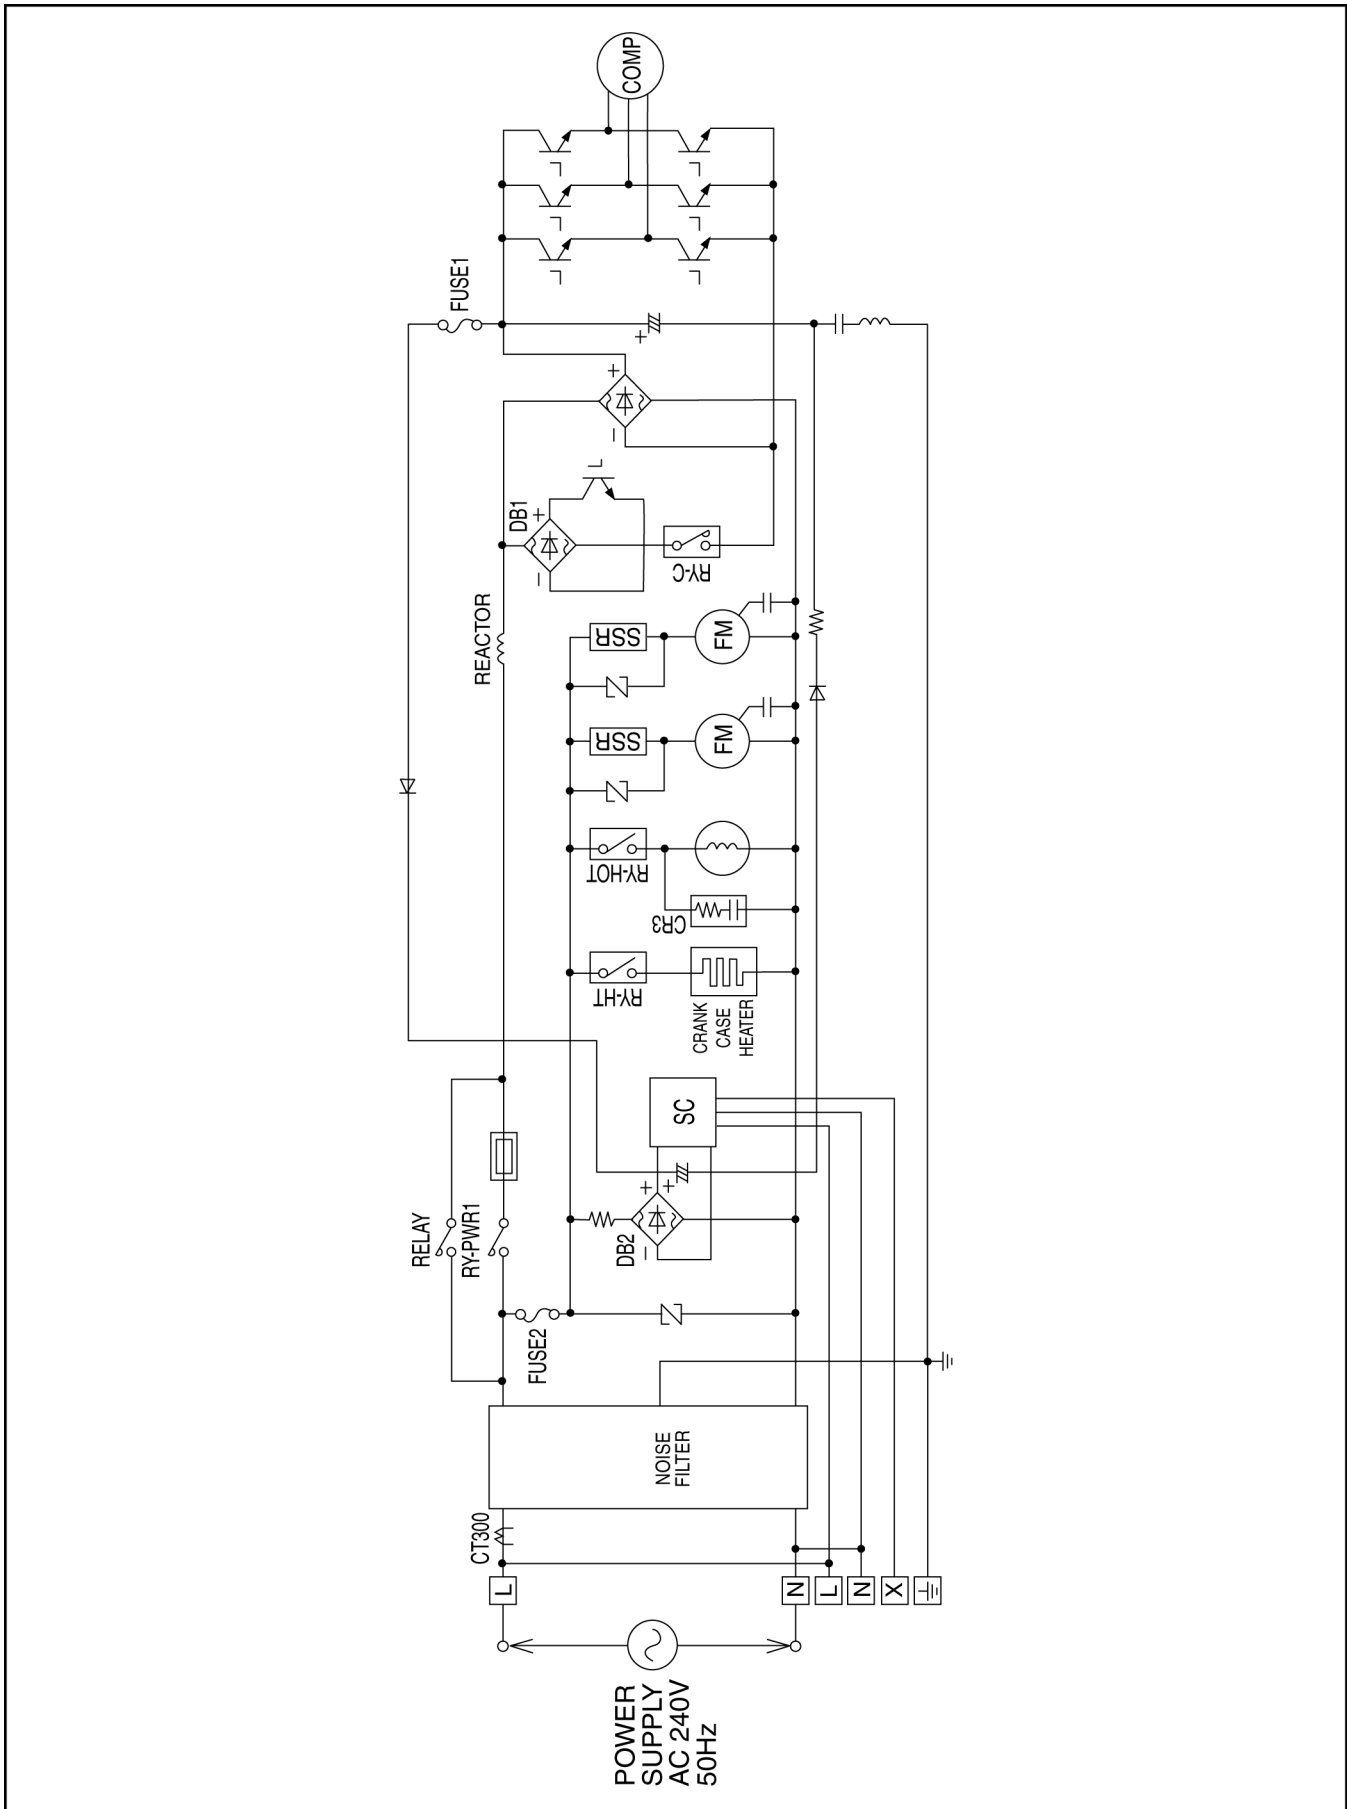 COMP
FUSE1
+
+
−
DB1
+
−
RY-C
REACTOR
SSR
FM
SSR
FM
RY-HOT
CR3
RY-HT
CRANK
CASE
HEATER
SC
+
+
DB2
−
RELAY
RY-PWR1
FUSE2
NOISE
FILTER
CT300
L
N
L
N
X
POWER
SUPPLY
AC 240V
50Hz